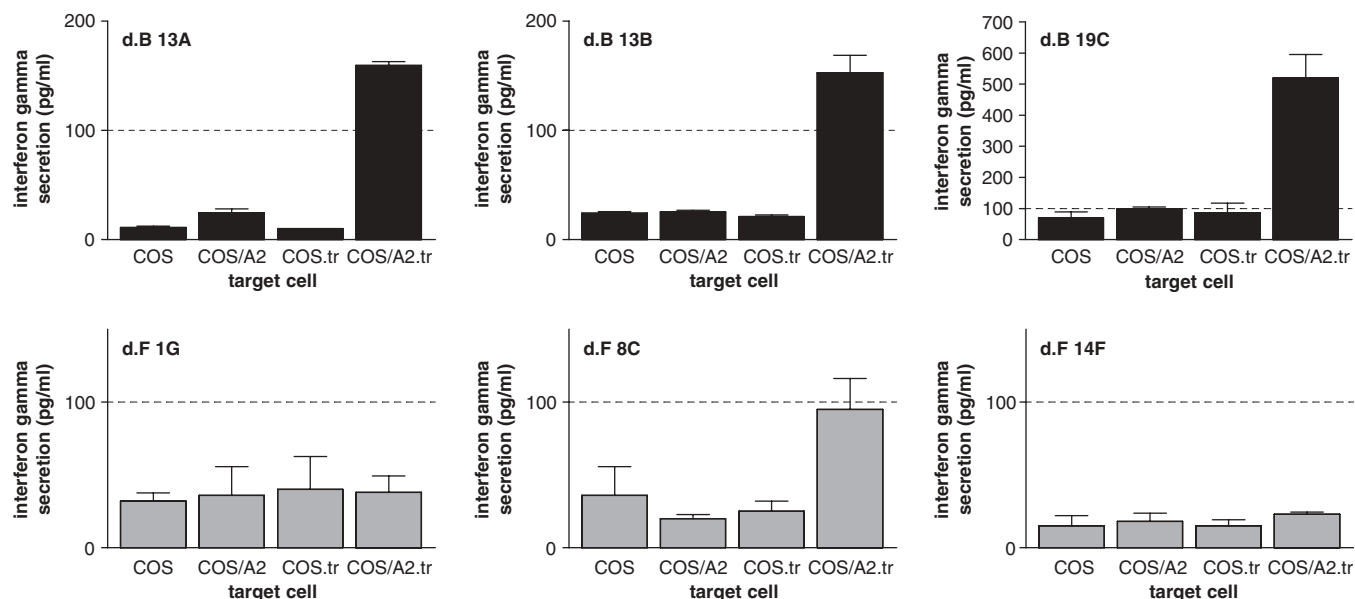 d.B 13A
interferon gamma
secretion (pg/ml)
200
100
0
COS COS/A2 COS.tr COS/A2.tr
target cell
d.B 13B
interferon gamma
secretion (pg/ml)
200
100
0
COS COS/A2 COS.tr COS/A2.tr
target cell
d.B 19C
interferon gamma
secretion (pg/ml)
700
600
500
400
300
200
100
0
COS COS/A2 COS.tr COS/A2.tr
target cell
d.F 1G
interferon gamma
secretion (pg/ml)
100
0
COS COS/A2 COS.tr COS/A2.tr
target cell
d.F 8C
interferon gamma
secretion (pg/ml)
100
0
COS COS/A2 COS.tr COS/A2.tr
target cell
d.F 14F
interferon gamma
secretion (pg/ml)
100
0
COS COS/A2 COS.tr COS/A2.tr
target cell